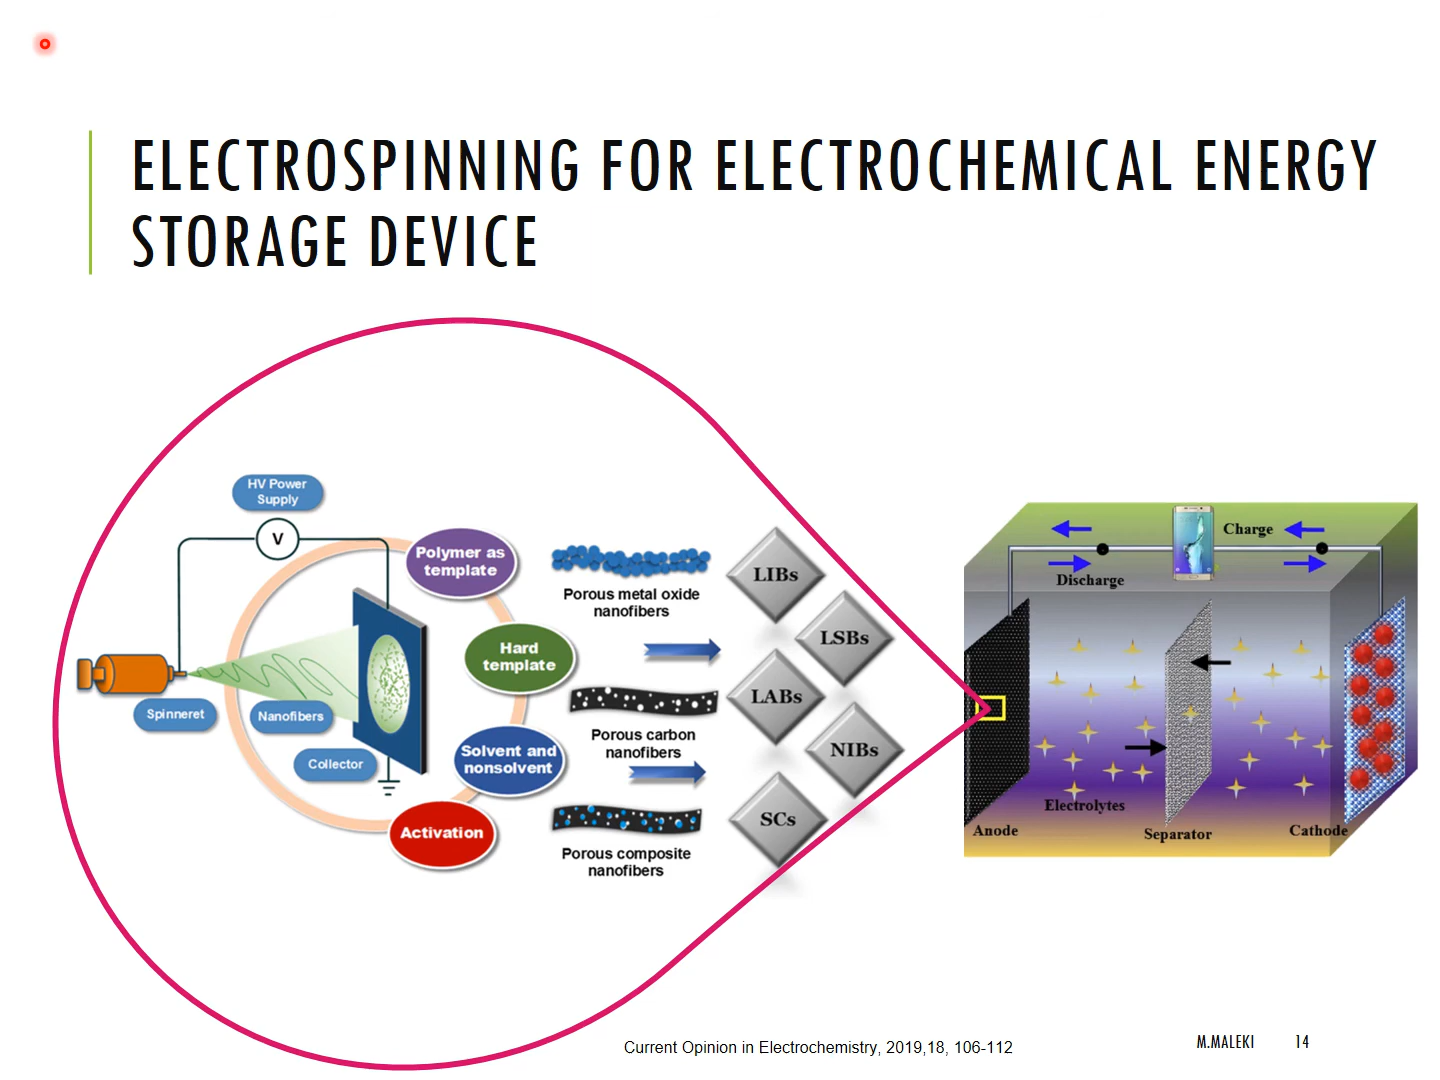 ELECTROSPINNING FOR ELECTROCHEMICAL ENERGY
STORAGE DEVICE
HV Power
Supply
V
Spinneret
Nanofibers
Collector
Polymer as
template
Hard
template
Solvent and
nonsolvent
Activation
Porous metal oxide
nanofibers
Porous carbon
nanofibers
Porous composite
nanofibers
LIBs
LSBs
LABs
NIBs
SCs
Charge
Discharge
Electrolytes
Anode
Separator
Cathode
Current Opinion in Electrochemistry, 2019,18, 106-112
M.MALEKI
14